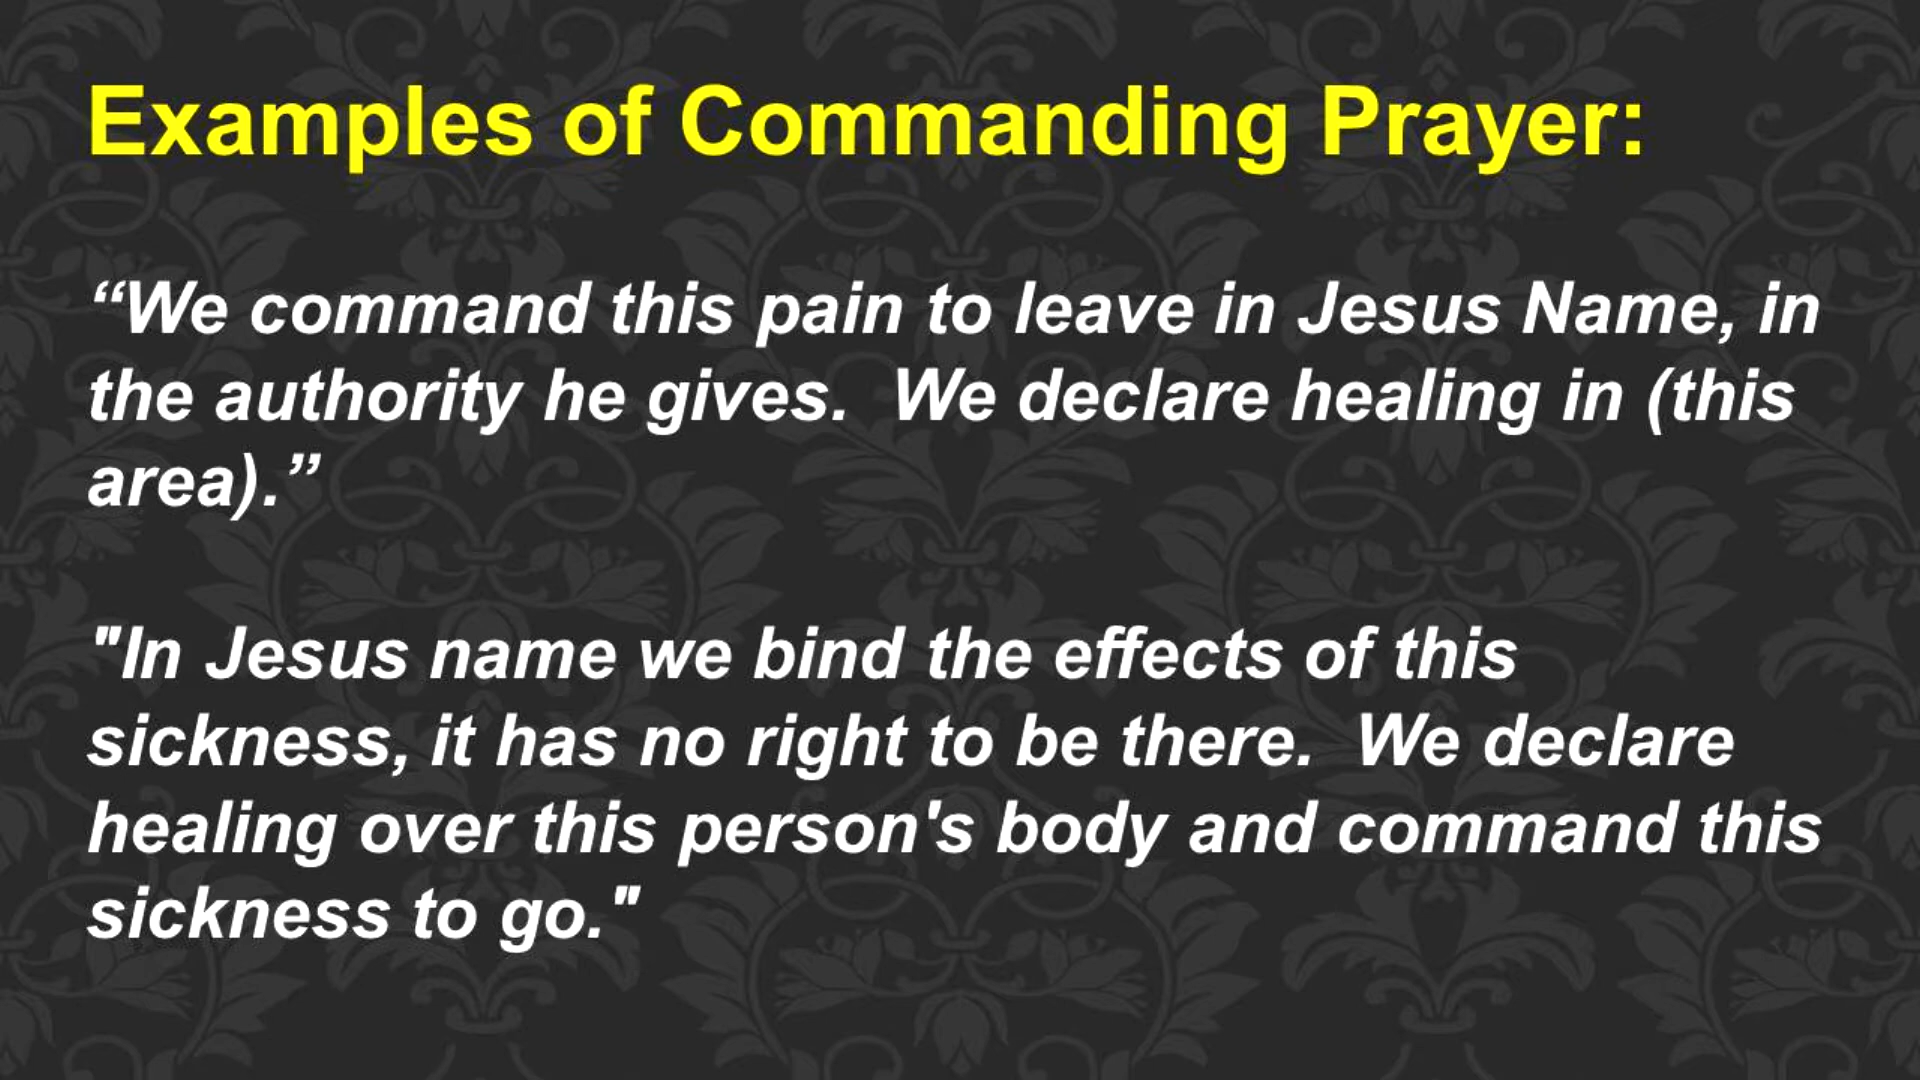 Examples of Commanding Prayer:
“We command this pain to leave in Jesus Name, in
the authority he gives.  We declare healing in (this
area).”
"In Jesus name we bind the effects of this
sickness, it has no right to be there.  We declare
healing over this person's body and command this
sickness to go."